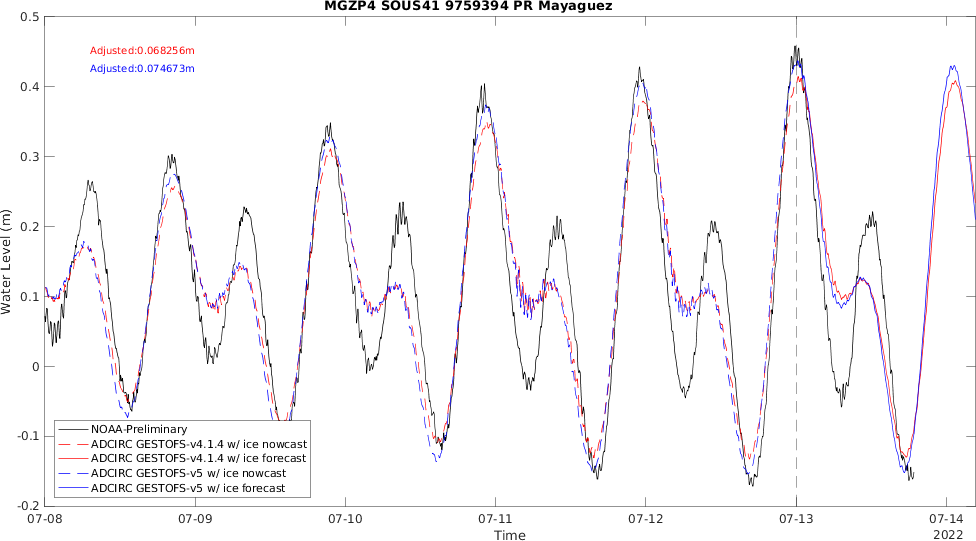 MGZP4 SOUS41 9759394 PR Mayaguez
Adjusted:0.068256m
Adjusted:0.074673m
0.5
0.4
0.3
0.2
0.1
0
-0.1
-0.2
Water Level (m)
NOAA-Preliminary
ADCIRC GESTOFS-v4.1.4 w/ ice nowcast
ADCIRC GESTOFS-v4.1.4 w/ ice forecast
ADCIRC GESTOFS-v5 w/ ice nowcast
ADCIRC GESTOFS-v5 w/ ice forecast
07-08 07-09 07-10 07-11 07-12 07-13 07-14
Time
2022